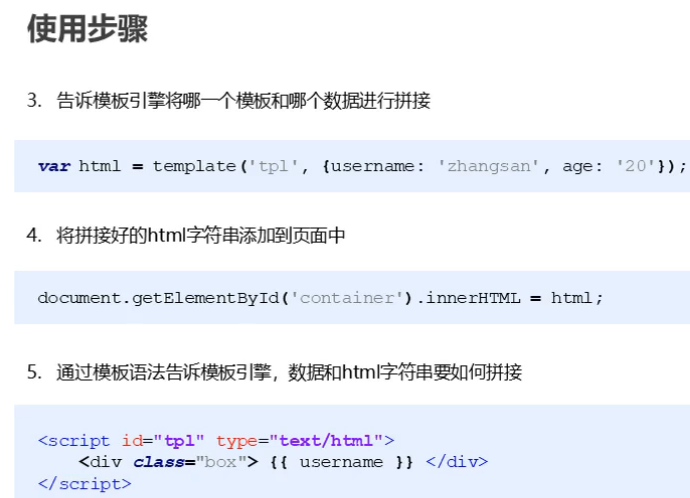 使用步骤
3. 告诉模板引擎将哪一个模板和哪个数据进行拼接
var html = template('tpl', {username: 'zhangsan', age: '20'});
4. 将拼接好的html字符串添加到页面中
document.getElementById('container').innerHTML = html;
5. 通过模板语法告诉模板引擎，数据和html字符串要如何拼接
<script id="tpl" type="text/html">
<div class="box"> {{ username }} </div>
</script>